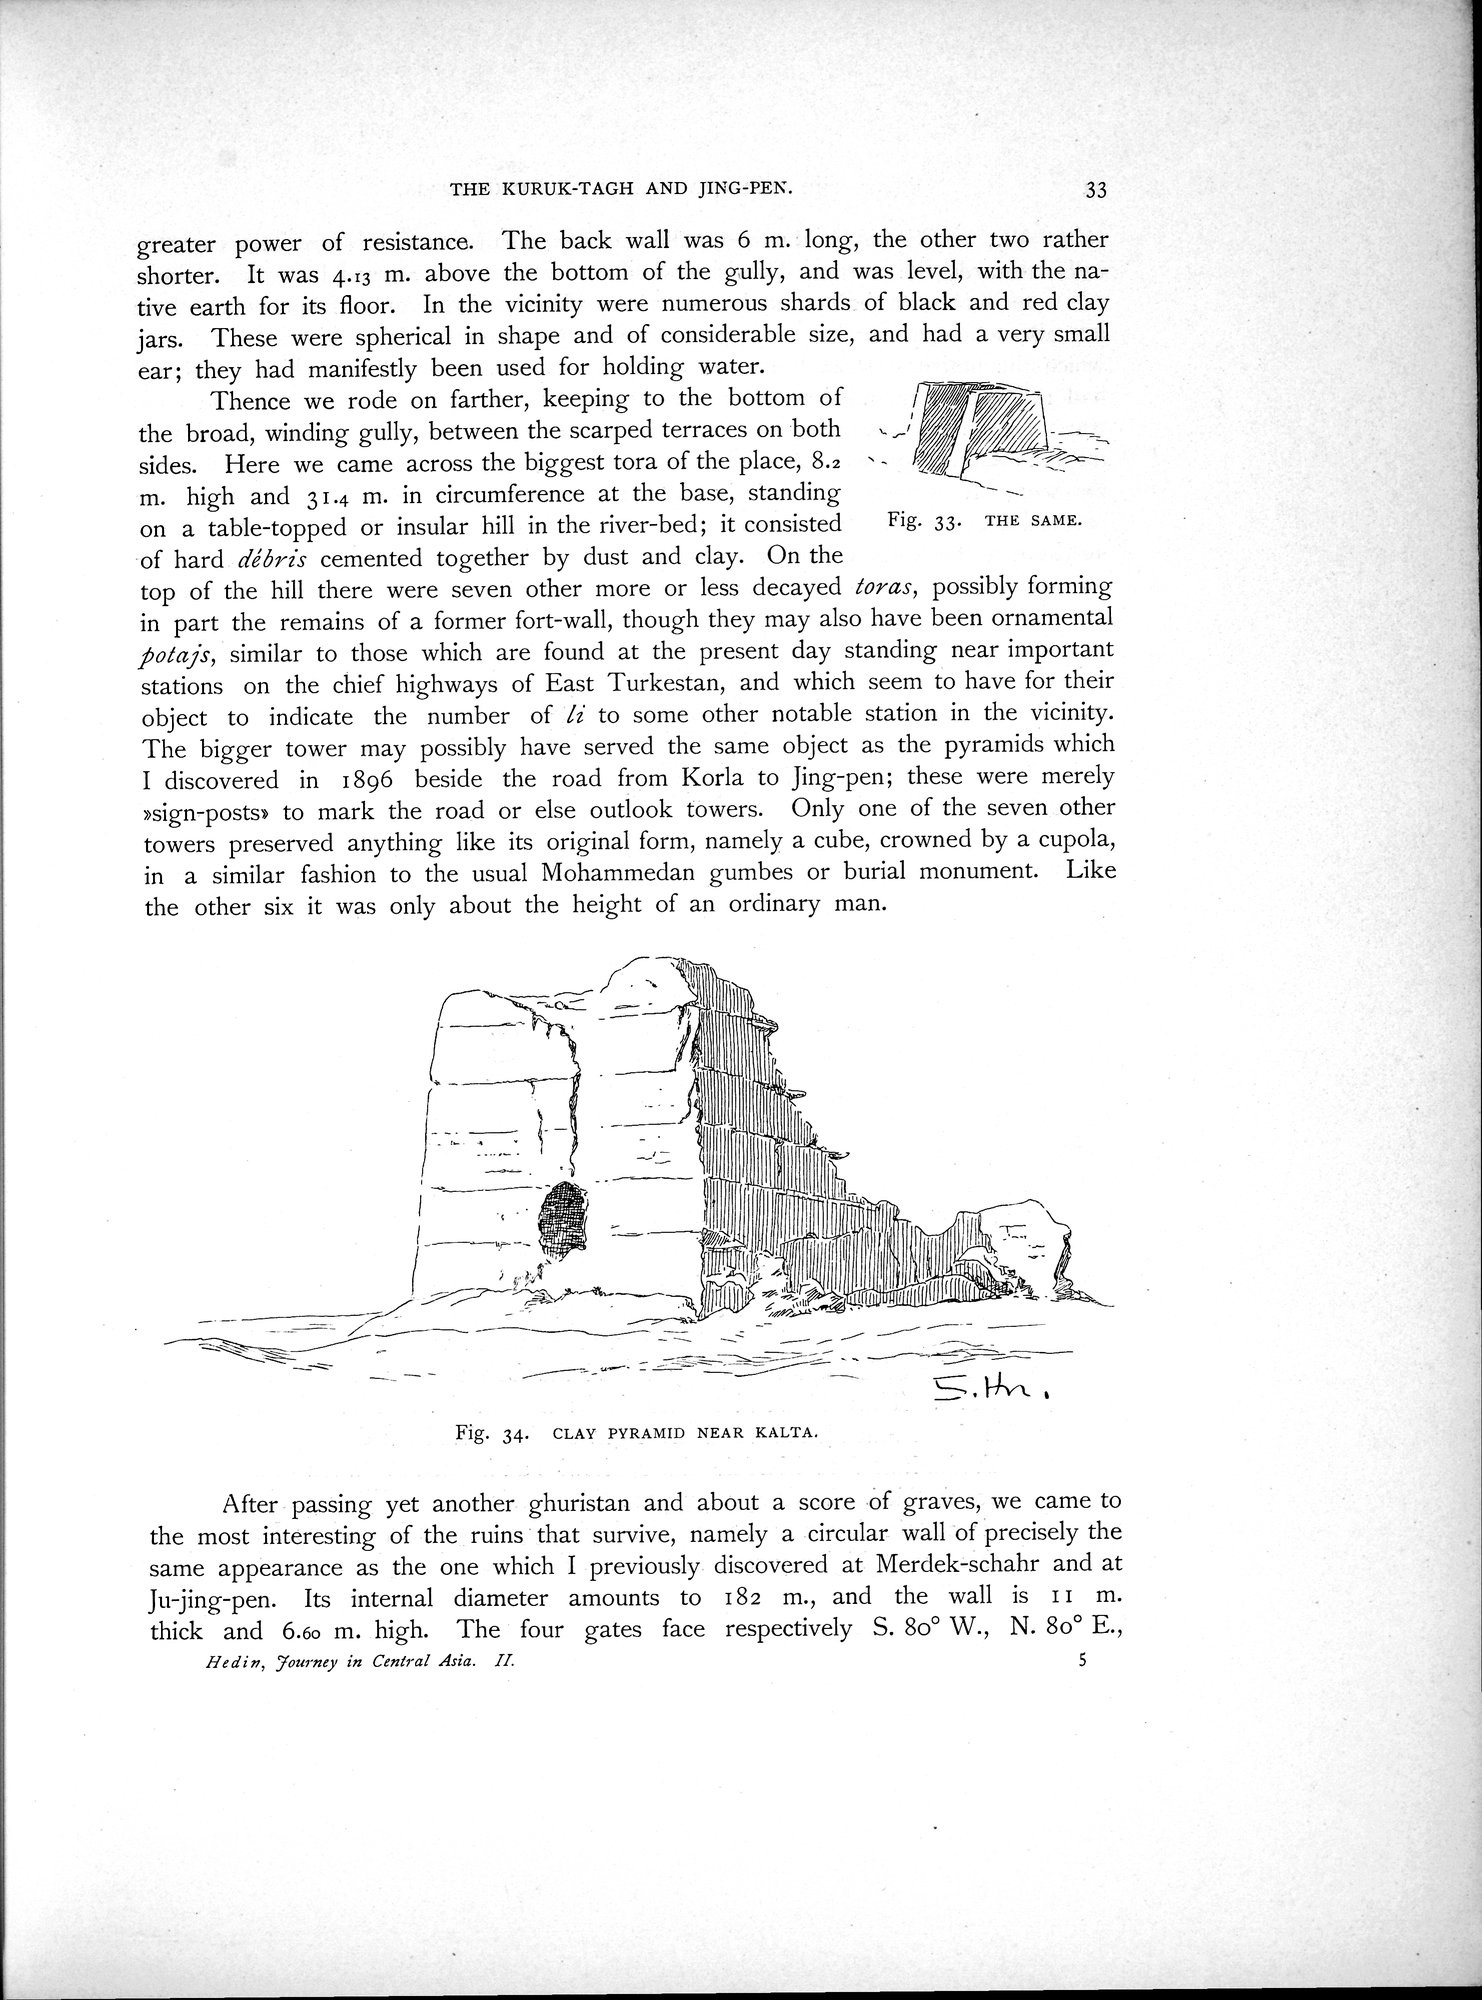 THE KURUK-TAGH AND JING-PEN. 33
greater power of resistance. The back wall was 6 m. long, the other two rather
shorter. It was 4.13 m. above the bottom of the gully, and was level, with the na-
tive earth for its floor. In the vicinity were numerous shards of black and red clay
jars. These were spherical in shape and of considerable size, and had a very small
ear; they had manifestly been used for holding water.
Thence we rode on farther, keeping to the bottom of
the broad, winding gully, between the scarped terraces on both
sides. Here we came across the biggest tora of the place, 8.2
m. high and 31.4 m. in circumference at the base, standing
on a table-topped or insular hill in the river-bed; it consisted
of hard débris cemented together by dust and clay. On the
Fig. 33. THE SAME.
top of the hill there were seven other more or less decayed toras, possibly forming
in part the remains of a former fort-wall, though they may also have been ornamental
potajs, similar to those which are found at the present day standing near important
stations on the chief highways of East Turkestan, and which seem to have for their
object to indicate the number of li to some other notable station in the vicinity.
The bigger tower may possibly have served the same object as the pyramids which
I discovered in 1896 beside the road from Korla to Jing-pen; these were merely
»sign-posts» to mark the road or else outlook towers. Only one of the seven other
towers preserved anything like its original form, namely a cube, crowned by a cupola,
in a similar fashion to the usual Mohammedan gumbes or burial monument. Like
the other six it was only about the height of an ordinary man.
S. Hn.
Fig. 34. CLAY PYRAMID NEAR KALTA.
After passing yet another ghuristan and about a score of graves, we came to
the most interesting of the ruins that survive, namely a circular wall of precisely the
same appearance as the one which I previously discovered at Merdek-schahr and at
Ju-jing-pen. Its internal diameter amounts to 182 m., and the wall is 11 m.
thick and 6.60 m. high. The four gates face respectively S. 80° W., N. 80° E.,
Hedin, Journey in Central Asia. II. 5